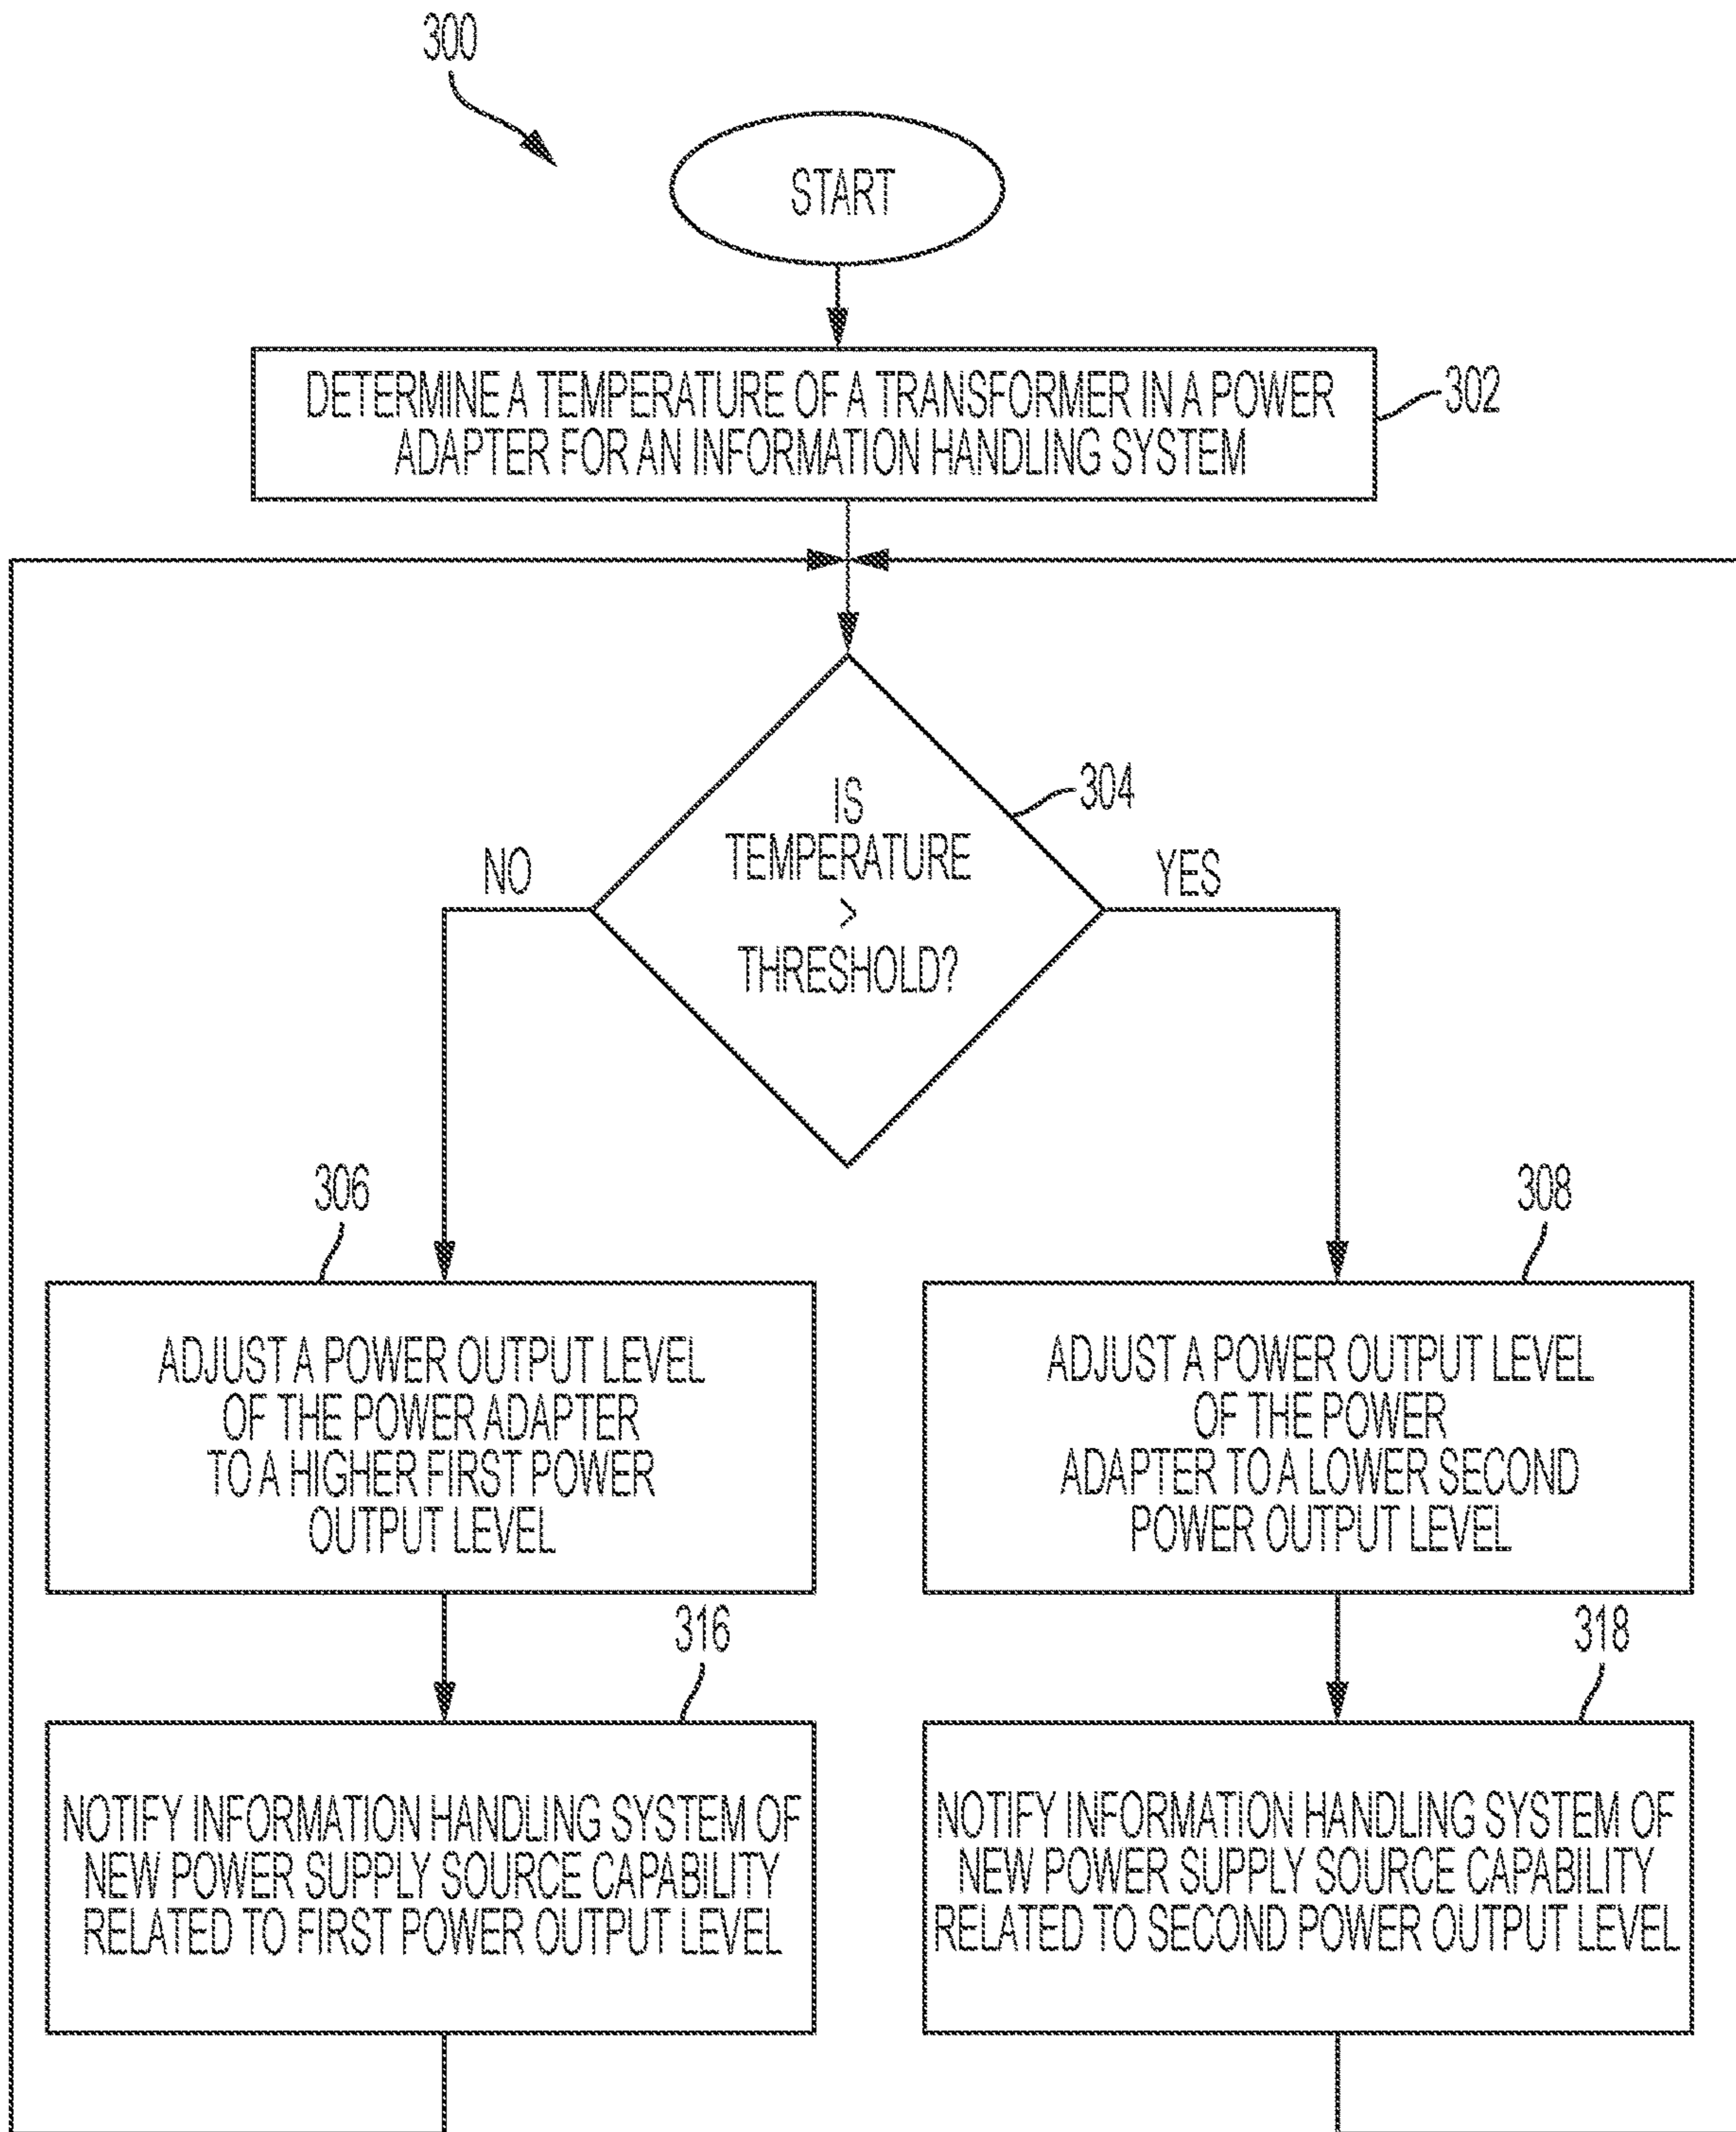 300
START
DETERMINE A TEMPERATURE OF A TRANSFORMER IN A POWER
ADAPTER FOR AN INFORMATION HANDLING SYSTEM
302
IS
TEMPERATURE
>
THRESHOLD?
304
NO
YES
306
ADJUST A POWER OUTPUT LEVEL
OF THE POWER ADAPTER
TO A HIGHER FIRST POWER
OUTPUT LEVEL
308
ADJUST A POWER OUTPUT LEVEL
OF THE POWER
ADAPTER TO A LOWER SECOND
POWER OUTPUT LEVEL
316
NOTIFY INFORMATION HANDLING SYSTEM OF
NEW POWER SUPPLY SOURCE CAPABILITY
RELATED TO FIRST POWER OUTPUT LEVEL
318
NOTIFY INFORMATION HANDLING SYSTEM OF
NEW POWER SUPPLY SOURCE CAPABILITY
RELATED TO SECOND POWER OUTPUT LEVEL